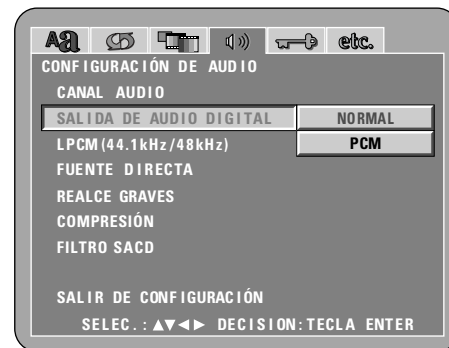 Aa etc.
CONFIGURACIÓN DE AUDIO
CANAL AUDIO
SALIDA DE AUDIO DIGITAL NORMAL
LPCM (44.1kHz/48kHz) PCM
FUENTE DIRECTA
REALCE GRAVES
COMPRESIÓN
FILTRO SACD
SALIR DE CONFIGURACIÓN
SELEC.:▲▼◄► DECISION:TECLA ENTER